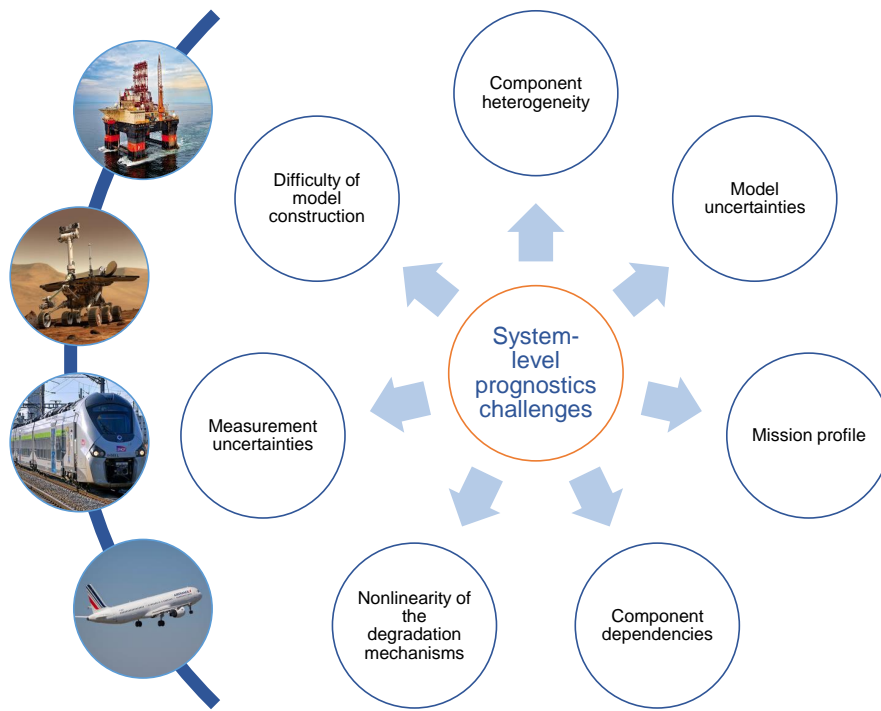 Component
heterogeneity
Difficulty of
model
construction
Model
uncertainties
System-
level
prognostics
challenges
Measurement
uncertainties
Mission profile
Nonlinearity of
the
degradation
mechanisms
Component
dependencies